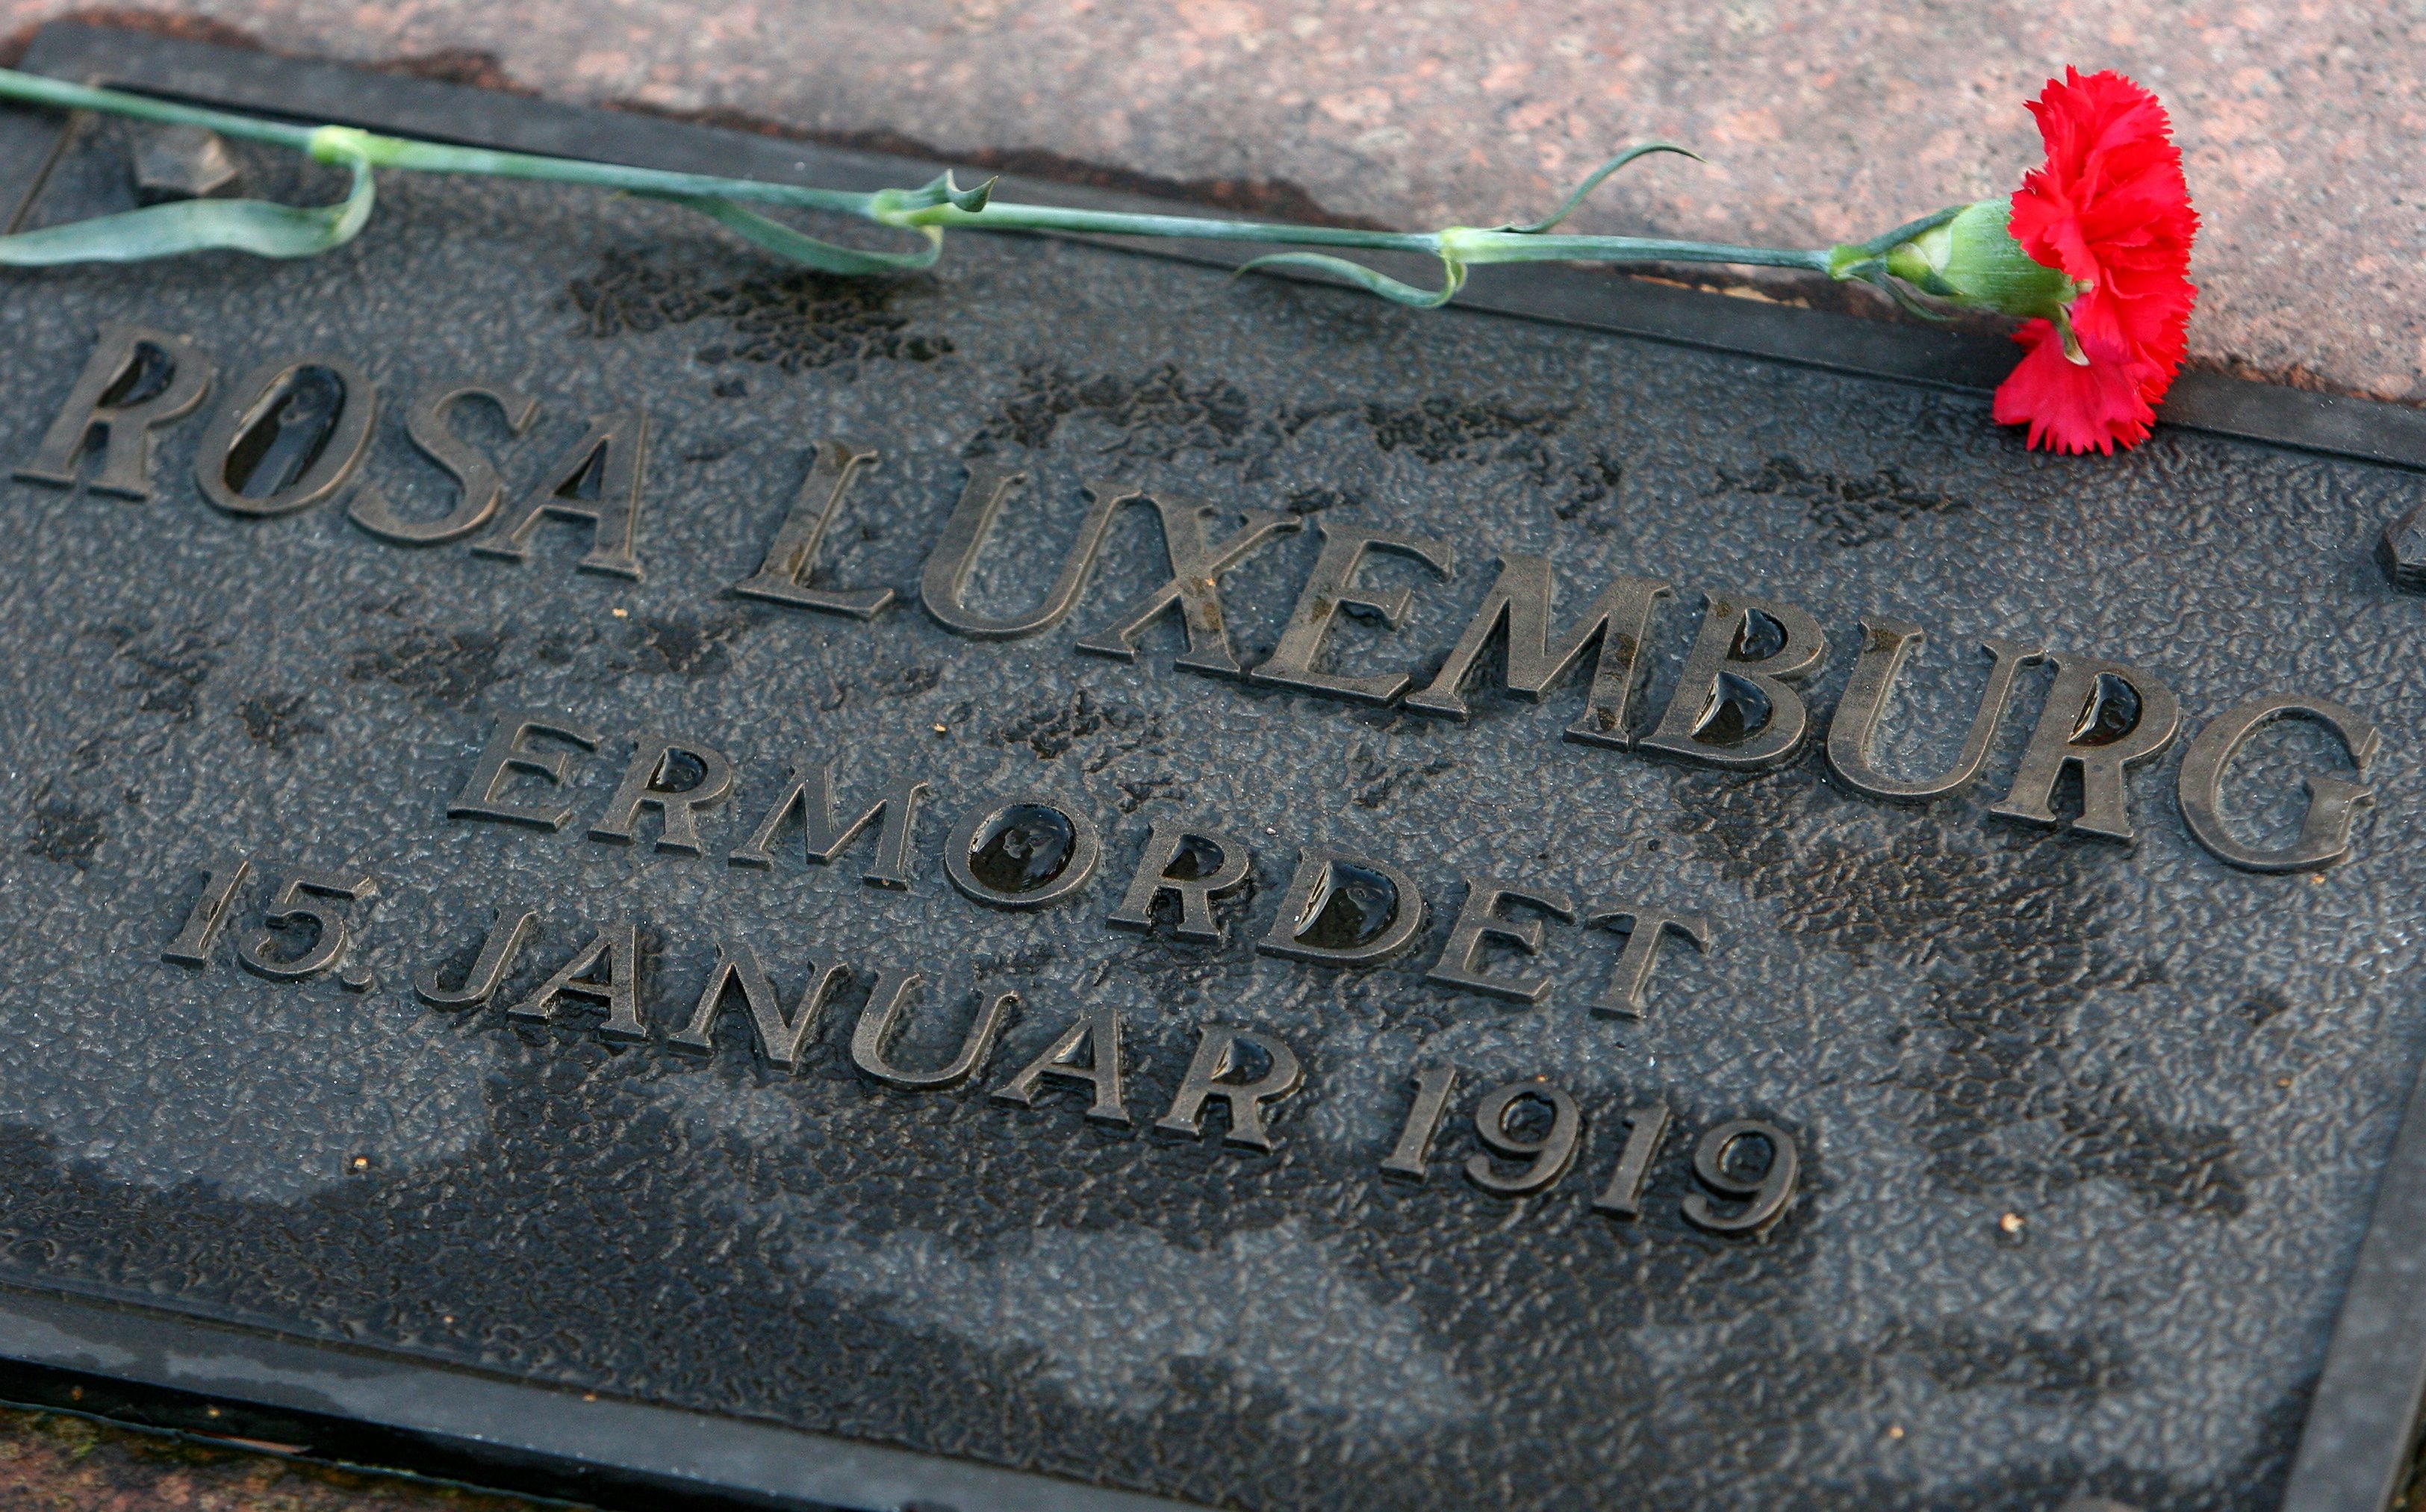 ROSA LUXEMBURG
ERMORDET
15. JANUAR 1919